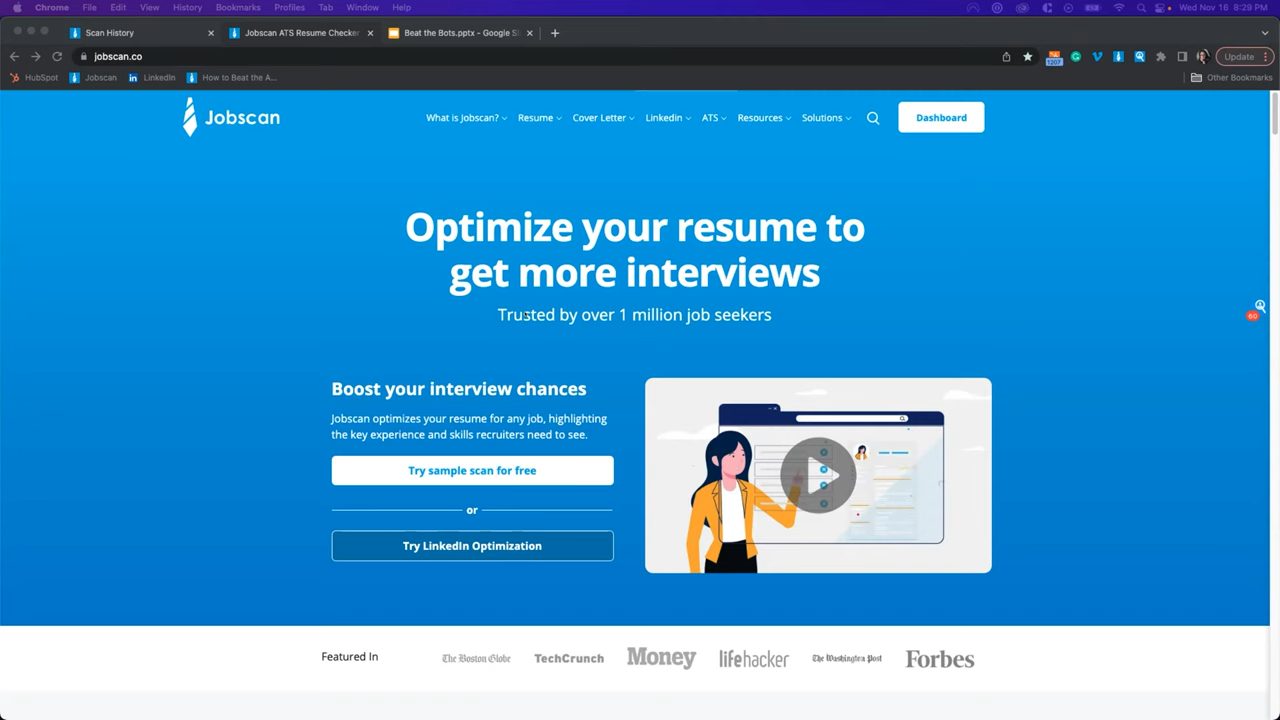 Chrome File Edit View History Bookmarks Profiles Tab Window Help Wed Nov 16 8:29 PM
Scan History Jobscan ATS Resume Checker Beat the Bots.pptx - Google Sl
jobscan.co Update
HubSpot Jobscan LinkedIn How to Beat the A... Other Bookmarks
1207
Jobscan
What is Jobscan? Resume Cover Letter Linkedin ATS Resources Solutions Dashboard
Optimize your resume to
get more interviews
Trusted by over 1 million job seekers
60
Boost your interview chances
Jobscan optimizes your resume for any job, highlighting
the key experience and skills recruiters need to see.
Try sample scan for free
or
Try LinkedIn Optimization
Featured In The Boston Globe TechCrunch Money lifehacker The Washington Post Forbes